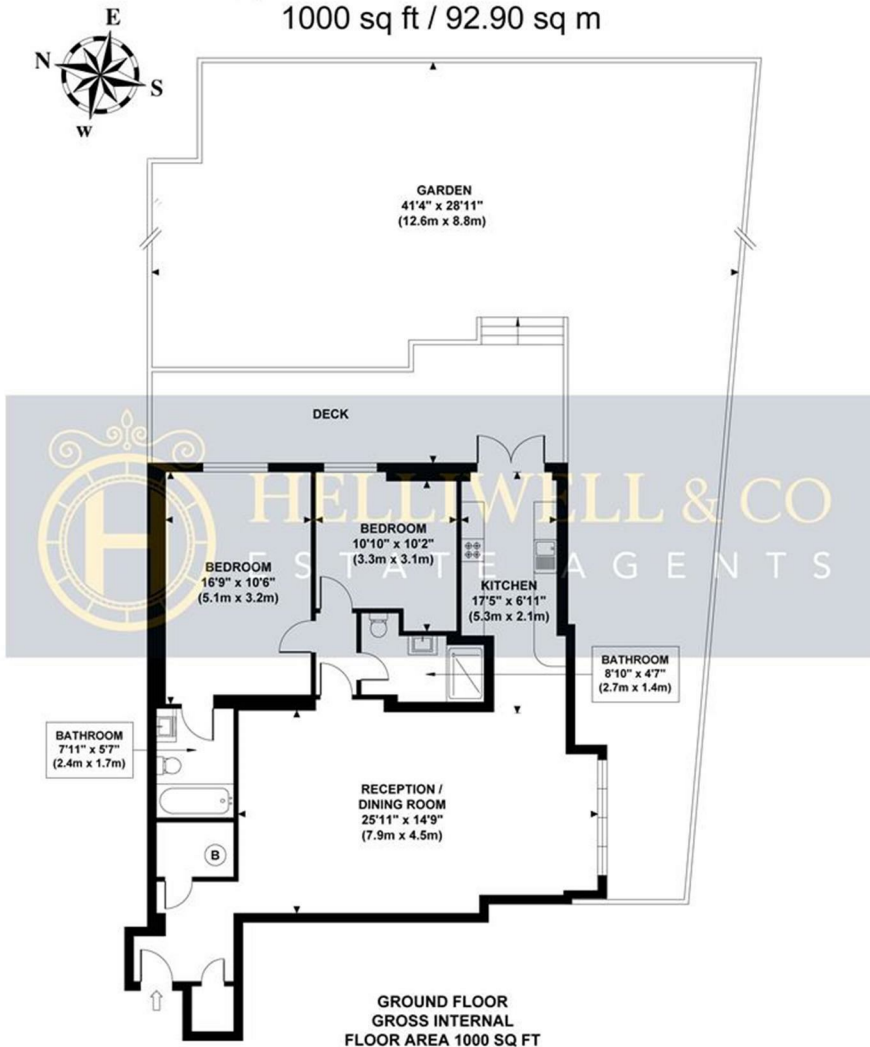 1000 sq ft / 92.90 sq m
E
N
S
W
GARDEN
41'4" x 28'11"
(12.6m x 8.8m)
DECK
HELLIWELL & CO
ESTATE AGENTS
H
BEDROOM
16'9" x 10'6"
(5.1m x 3.2m)
BEDROOM
10'10" x 10'2"
(3.3m x 3.1m)
KITCHEN
17'5" x 6'11"
(5.3m x 2.1m)
BATHROOM
8'10" x 4'7"
(2.7m x 1.4m)
BATHROOM
7'11" x 5'7"
(2.4m x 1.7m)
RECEPTION /
DINING ROOM
25'11" x 14'9"
(7.9m x 4.5m)
B
GROUND FLOOR
GROSS INTERNAL
FLOOR AREA 1000 SQ FT